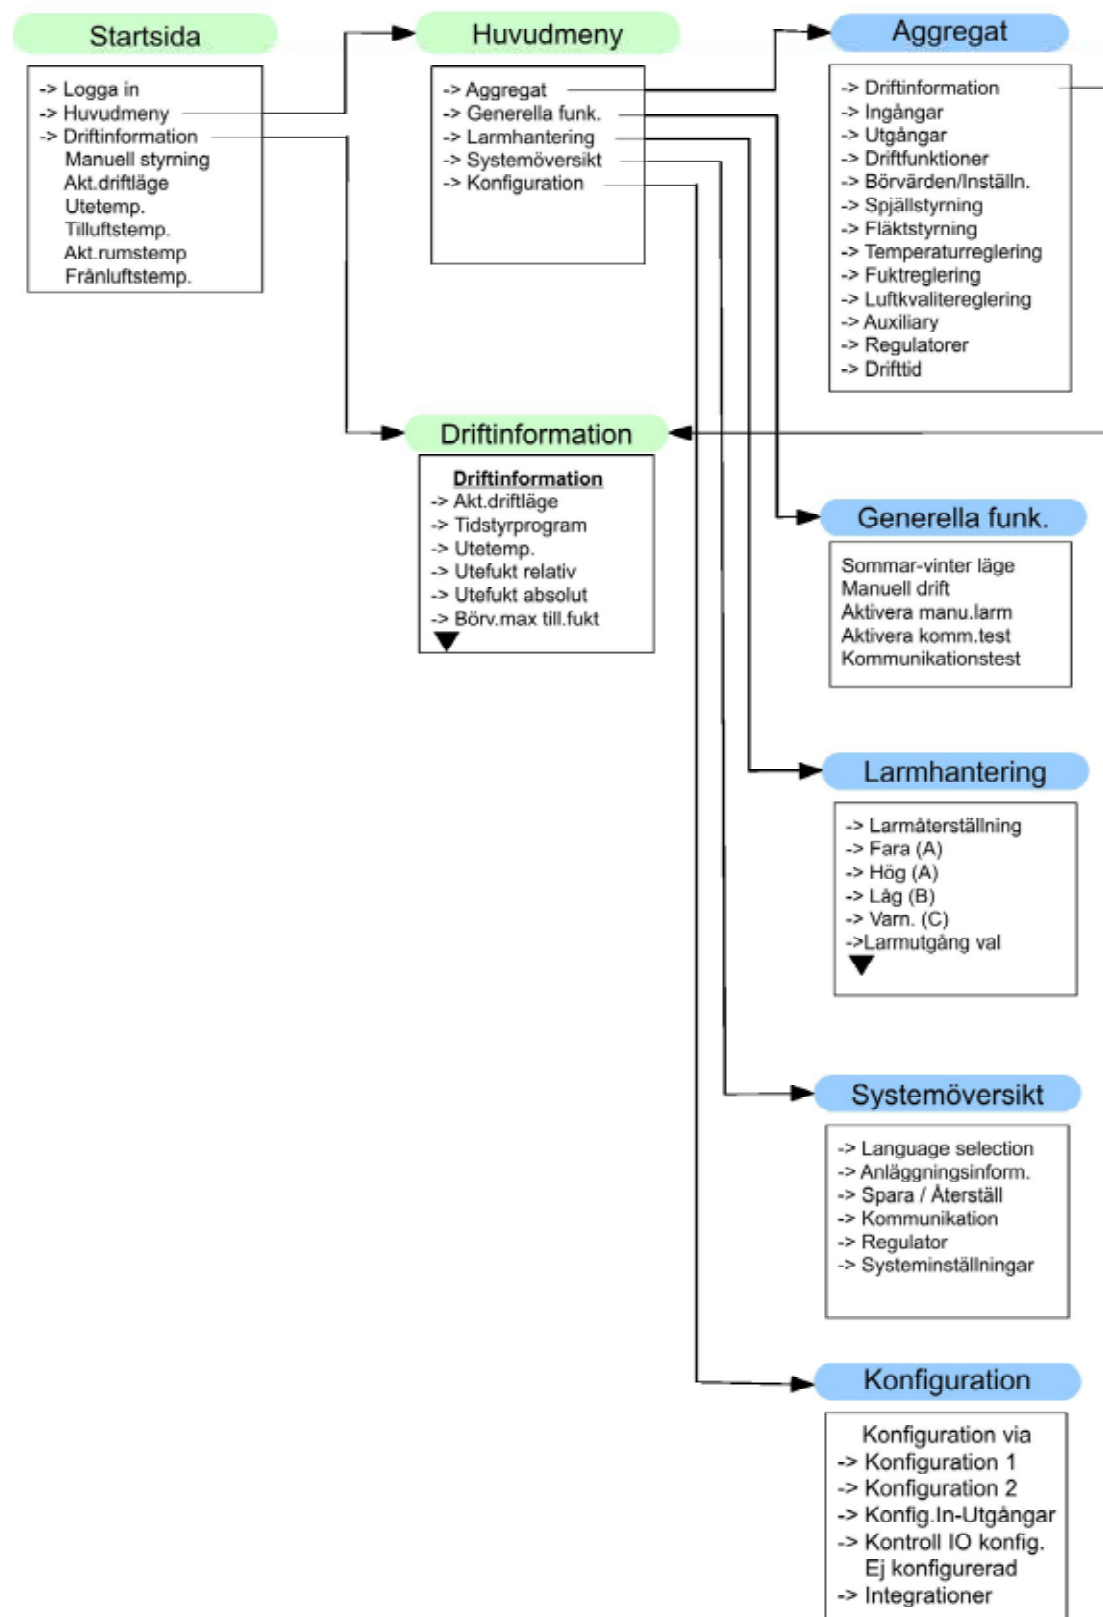 Startsida
-> Logga in
-> Huvudmeny
-> Driftinformation
Manuell styrning
Akt.driftläge
Utetemp.
Tilluftstemp.
Akt.rumstemp
Frånluftstemp.
Huvudmeny
-> Aggregat
-> Generella funk.
-> Larmhantering
-> Systemöversikt
-> Konfiguration
Aggregat
-> Driftinformation
-> Ingångar
-> Utgångar
-> Driftfunktioner
-> Börvärden/Inställn.
-> Spjällstyrning
-> Fläktstyrning
-> Temperaturreglering
-> Fuktreglering
-> Luftkvalitereglering
-> Auxiliary
-> Regulatorer
-> Drifttid
Driftinformation
Driftinformation
-> Akt.driftläge
-> Tidstyrprogram
-> Utetemp.
-> Utefukt relativ
-> Utefukt absolut
-> Börv.max till.fukt
Generella funk.
Sommar-vinter läge
Manuell drift
Aktivera manu.larm
Aktivera komm.test
Kommunikationstest
Larmhantering
-> Larmåterställning
-> Fara (A)
-> Hög (A)
-> Låg (B)
-> Varn. (C)
->Larmutgång val
Systemöversikt
-> Language selection
-> Anläggningsinform.
-> Spara / Återställ
-> Kommunikation
-> Regulator
-> Systeminställningar
Konfiguration
Konfiguration via
-> Konfiguration 1
-> Konfiguration 2
-> Konfig.In-Utgångar
-> Kontroll IO konfig.
Ej konfigurerad
-> Integrationer